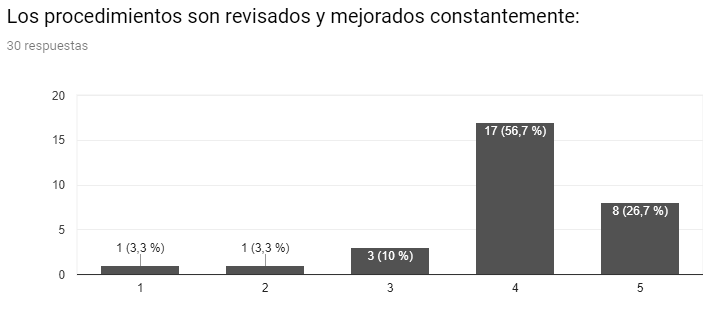 Los procedimientos son revisados y mejorados constantemente:
30 respuestas
20
15
10
5
0
1 (3,3 %)
1 (3,3 %)
3 (10 %)
17 (56,7 %)
8 (26,7 %)
1
2
3
4
5